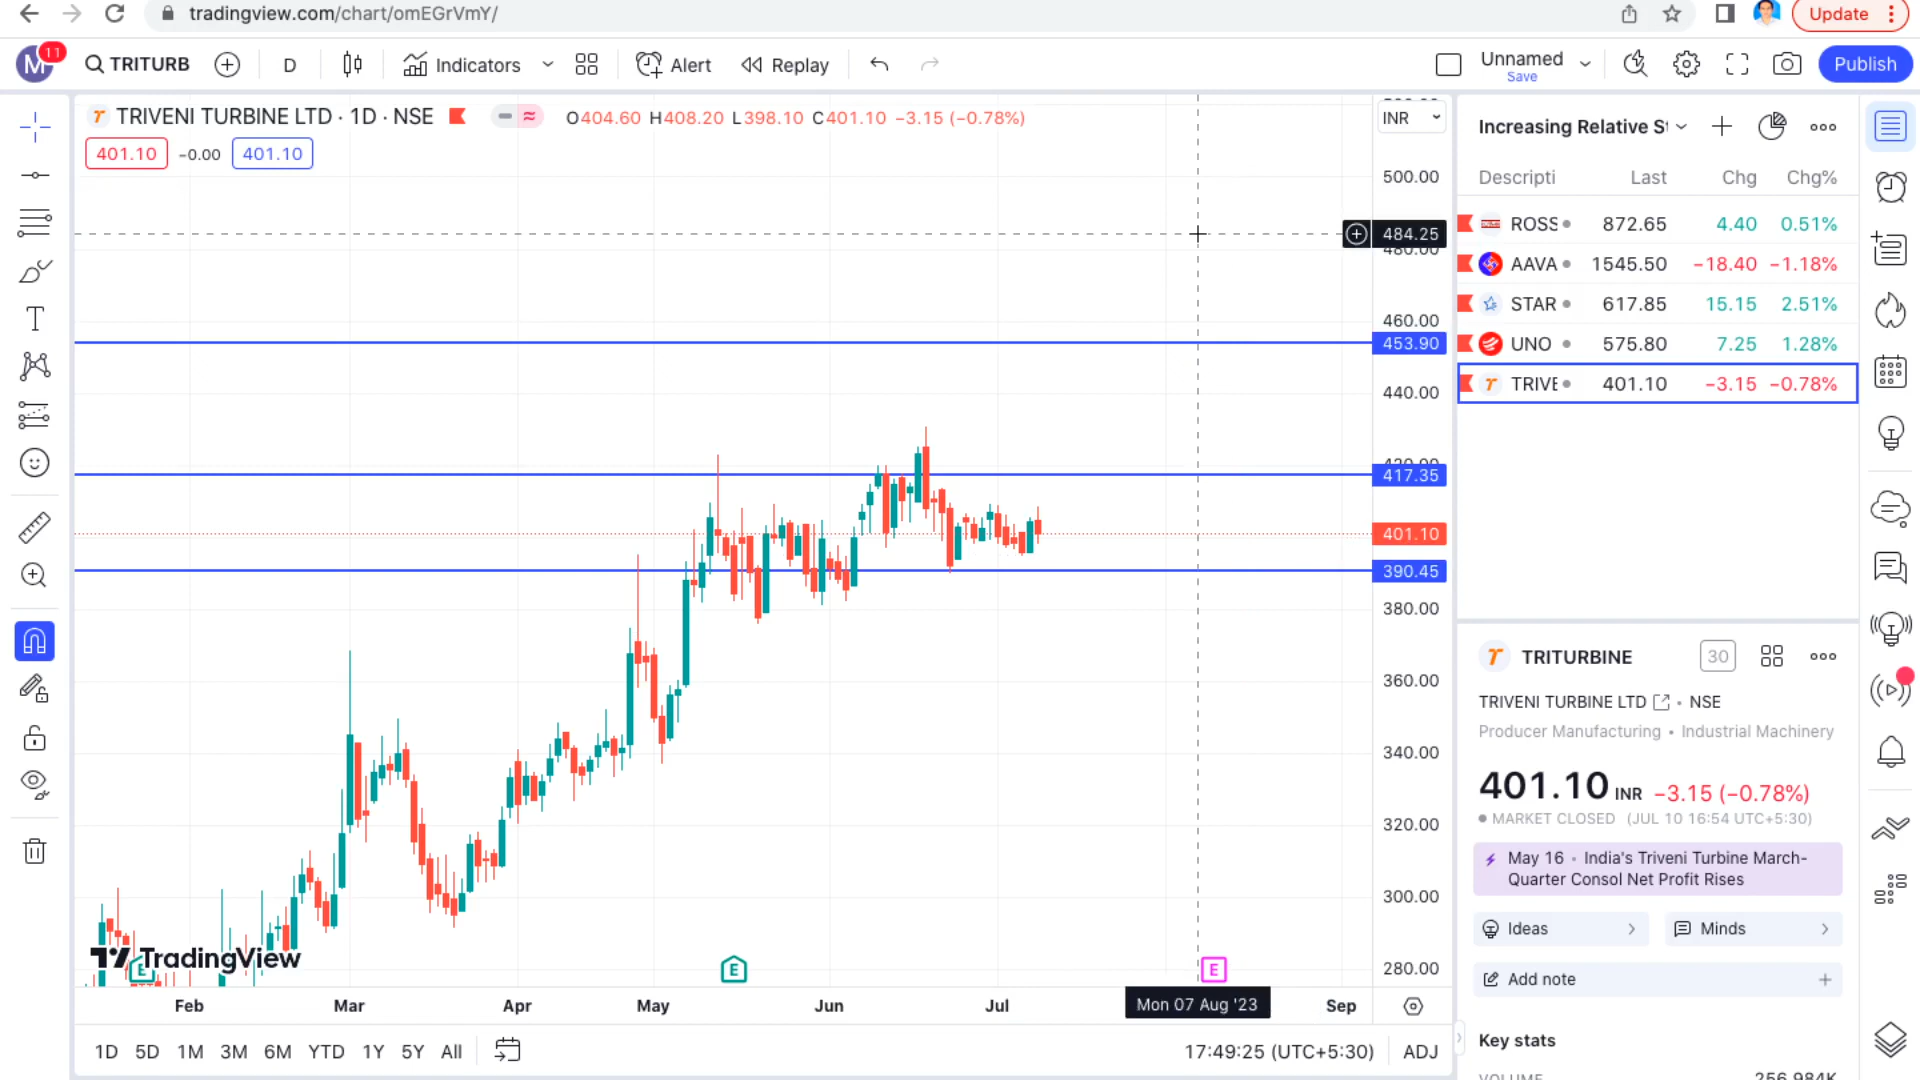 tradingview.com/chart/omEGrVmY/
Update
M
11
TRITURB
D
Indicators
Alert
Replay
Unnamed
Save
Publish
TRIVENI TURBINE LTD · 1D · NSE
O404.60 H408.20 L398.10 C401.10 −3.15 (−0.78%)
401.10
−0.00
401.10
INR
500.00
484.25
480.00
460.00
453.90
440.00
420.00
417.35
401.10
390.45
380.00
360.00
340.00
320.00
300.00
280.00
TradingView
E
E
E
Feb
Mar
Apr
May
Jun
Jul
Mon 07 Aug '23
Sep
1D 5D 1M 3M 6M YTD 1Y 5Y All
17:49:25 (UTC+5:30)
ADJ
Increasing Relative St
Descripti Last Chg Chg%
ROSS 872.65 4.40 0.51%
AAVA 1545.50 −18.40 −1.18%
STAR 617.85 15.15 2.51%
UNO 575.80 7.25 1.28%
TRIVE 401.10 −3.15 −0.78%
TRITURBINE
30
TRIVENI TURBINE LTD • NSE
Producer Manufacturing • Industrial Machinery
401.10 INR −3.15 (−0.78%)
MARKET CLOSED (JUL 10 16:54 UTC+5:30)
May 16 • India's Triveni Turbine March-
Quarter Consol Net Profit Rises
Ideas
Minds
Add note
Key stats
VOLUME 256.984K